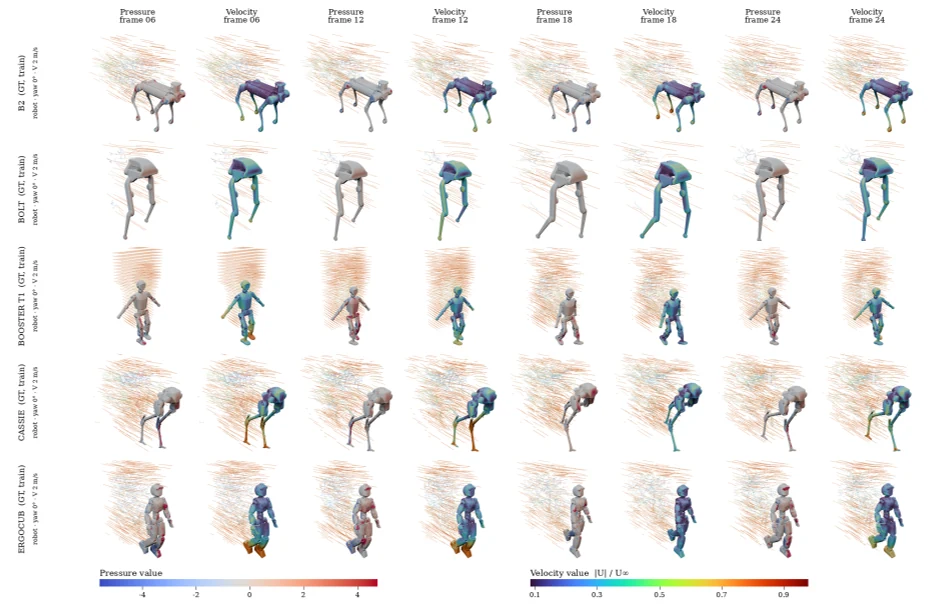 Pressure
frame 06
Velocity
frame 06
Pressure
frame 12
Velocity
frame 12
Pressure
frame 18
Velocity
frame 18
Pressure
frame 24
Velocity
frame 24
B2 (GT, train)
robot · yaw 0° · V 2 m/s
BOLT (GT, train)
robot · yaw 0° · V 2 m/s
BOOSTER T1 (GT, train)
robot · yaw 0° · V 2 m/s
CASSIE (GT, train)
robot · yaw 0° · V 2 m/s
ERGOCUB (GT, train)
robot · yaw 0° · V 2 m/s
Pressure value
-4 -2 0 2 4
Velocity value |U| / U∞
0.1 0.3 0.5 0.7 0.9